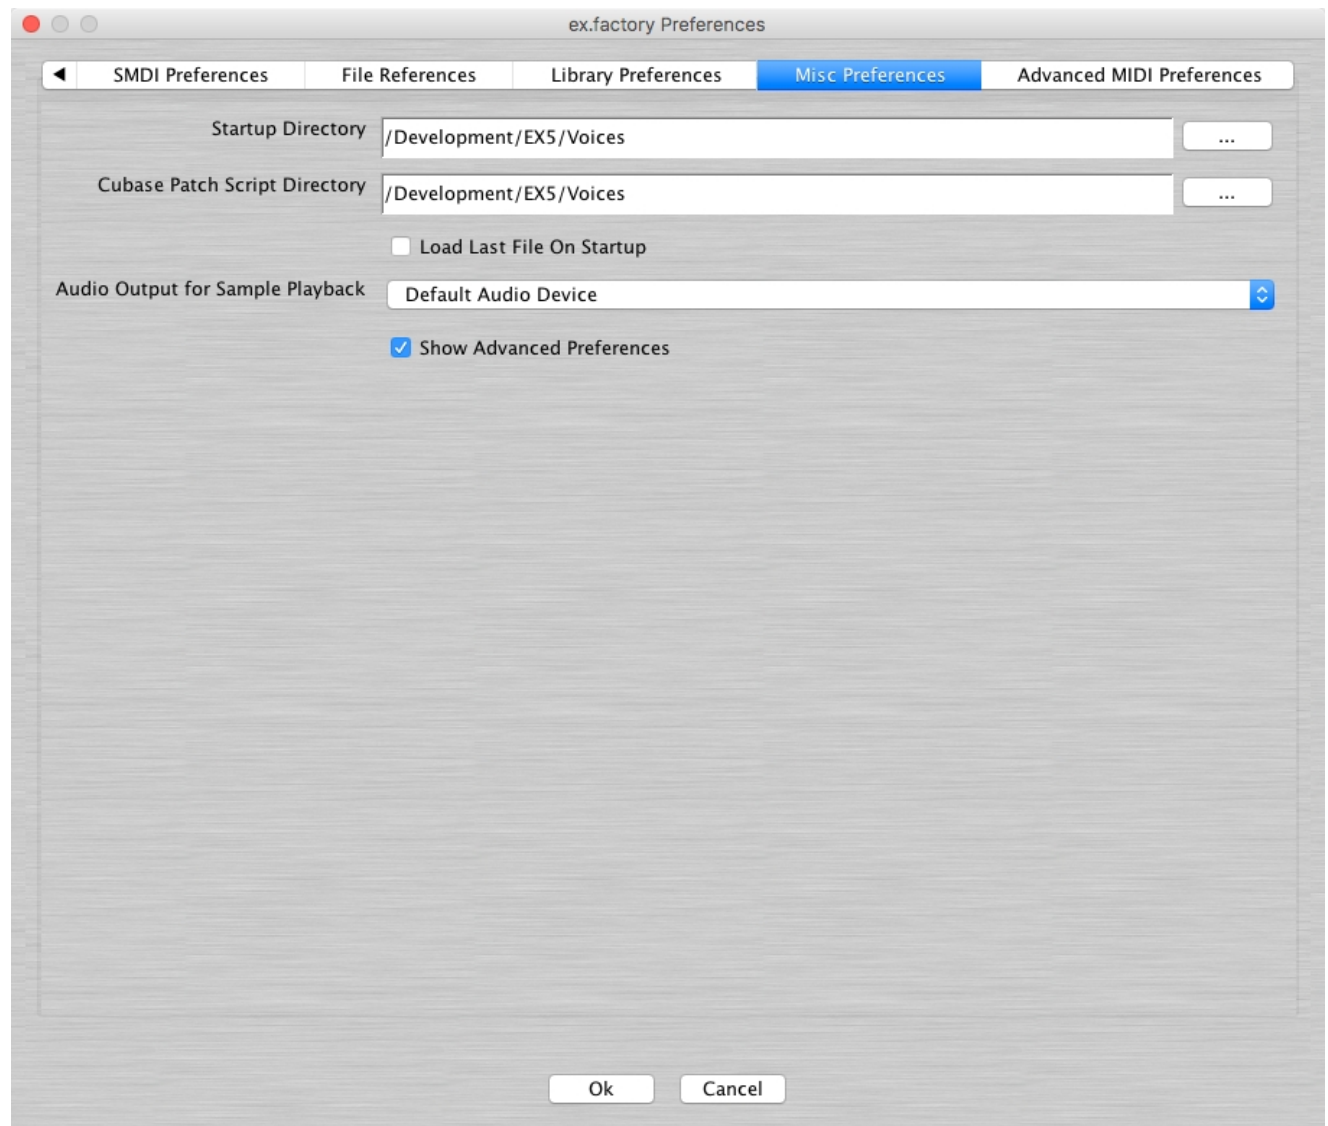 ex.factory Preferences
◀ SMDI Preferences File References Library Preferences Misc Preferences Advanced MIDI Preferences
Startup Directory /Development/EX5/Voices ...
Cubase Patch Script Directory /Development/EX5/Voices ...
Load Last File On Startup
Audio Output for Sample Playback Default Audio Device
Show Advanced Preferences
Ok Cancel